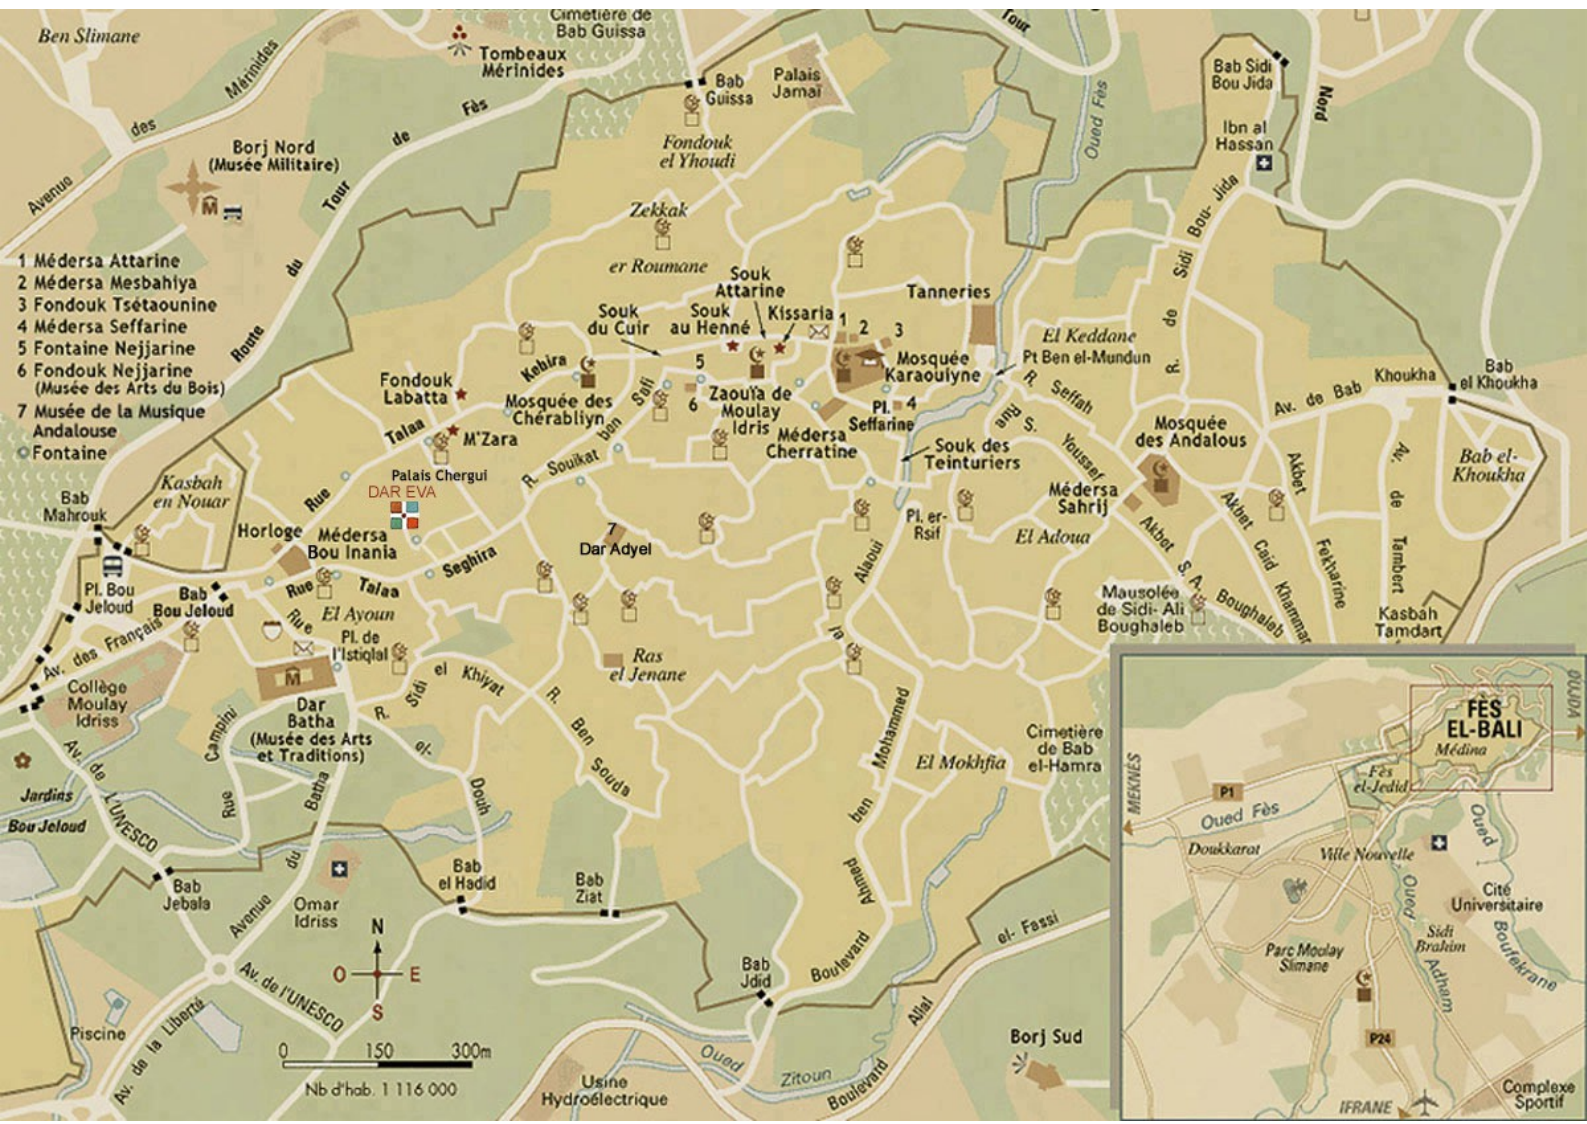 Ben Slimane
Avenue des Mérinides
Tombeaux
Mérinides
Cimetière de
Bab Guissa
Bab
Guissa
Palais
Jamaï
Tour
Oued Fès
Bab Sidi
Bou Jida
Nord
Ibn al
Hassan
Borj Nord
(Musée Militaire)
M
Route du Tour de Fès
Fondouk
el Yhoudi
Zekkak
er Roumane
R. de Sidi Bou- Jida
1 Médersa Attarine
2 Médersa Mesbahiya
3 Fondouk Tsétaounine
4 Médersa Seffarine
5 Fontaine Nejjarine
6 Fondouk Nejjarine
(Musée des Arts du Bois)
7 Musée de la Musique
Andalouse
Fontaine
Souk
Attarine
Souk
du Cuir
Souk
au Henné
Kissaria
1
2
3
Tanneries
El Keddane
Pt Ben el-Mundun
Mosquée
Karaouiyne
R. Seffah
Av. de Bab Khoukha
Bab
el Khoukha
Fondouk
Labatta
Rue Talaa Kebira
Mosquée des
Chérabliyn
5
6
Zaouïa de
Moulay
Idris
Médersa
Cherratine
Pl.
Seffarine
4
Rue S. Youssef
Mosquée
des Andalous
M'Zara
R. Souikat ben Safi
Souk des
Teinturiers
Bab el-
Khoukha
Kasbah
en Nouar
Palais Chergui
DAR EVA
Bab
Mahrouk
Horloge
Médersa
Bou Inania
7
Dar Adyel
Pl. er-
Rsif
El Adoua
Médersa
Sahrij
Akbet S. A. Boughaleb
Akbet Caid Khammar
Akbet Fekharine
Av. de Tambert
Pl. Bou
Jeloud
Bab
Bou Jeloud
Rue Talaa Seghira
El Ayoun
Rue
Pl. de
l'Istiqlal
Mausolée
de Sidi- Ali
Boughaleb
Kasbah
Tamdart
Av. des Français
Collège
Moulay
Idriss
M
Dar
Batha
(Musée des Arts
et Traditions)
R. Sidi el Khiyat
Ras
el Jenane
R. Ben Souda
el- Douh
Boulevard Ahmed ben Mohammed
Ja Alaoui
El Mokhfia
Cimetière
de Bab
el-Hamra
Jardins
Bou Jeloud
Av. de L'UNESCO
Rue Campini
Avenue du Batha
Bab
Jebala
Omar
Idriss
Bab
el Hadid
Bab
Ziat
Bab
Jdid
N
O
E
S
Av. de l'UNESCO
Piscine
Av. de la Liberté
0 150 300m
Nb d'hab. 1 116 000
Usine
Hydroélectrique
Oued Zitoun
Boulevard Allal el- Fassi
Borj Sud
FÈS
EL-BALI
Médina
Fès
el-Jedid
OUJDA
MEKNÈS
P1
Oued Fès
Doukkarat
Ville Nouvelle
Oued Boufekrane
Cité
Universitaire
Oued Adham
Sidi
Brahim
Parc Moulay
Slimane
P24
IFRANE
Complexe
Sportif